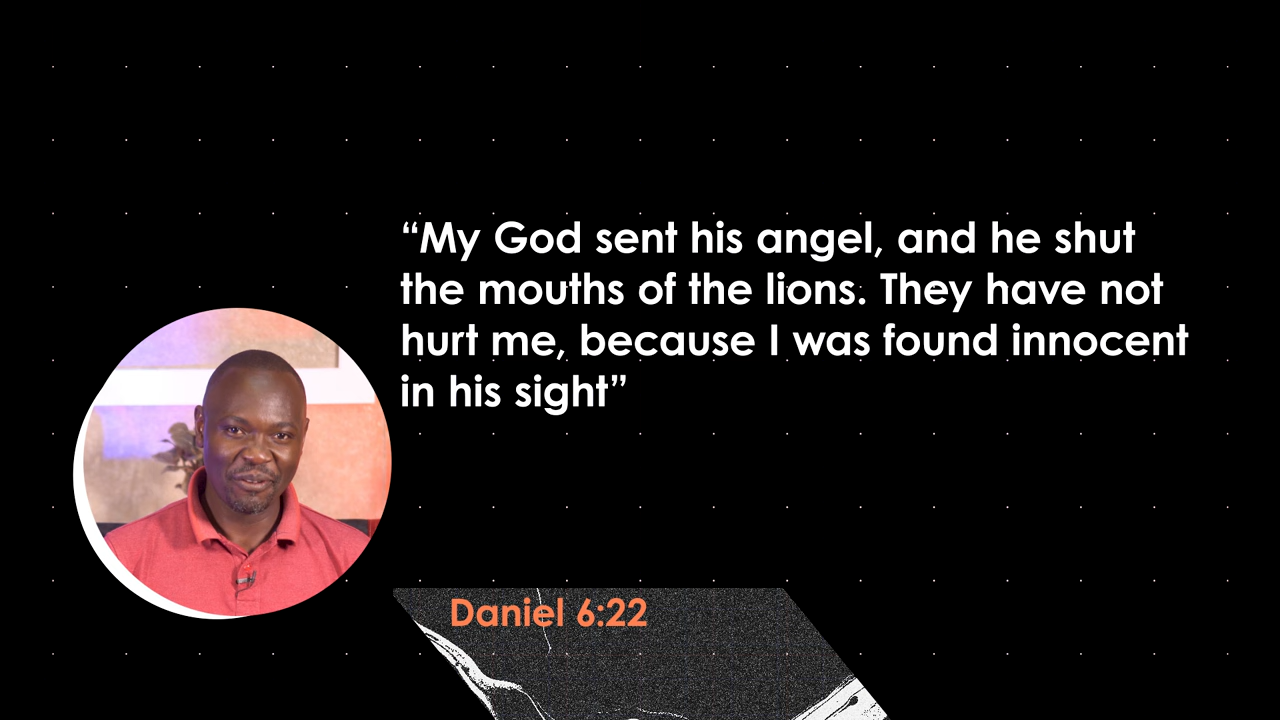 “My God sent his angel, and he shut
the mouths of the lions. They have not
hurt me, because I was found innocent
in his sight”
Daniel 6:22